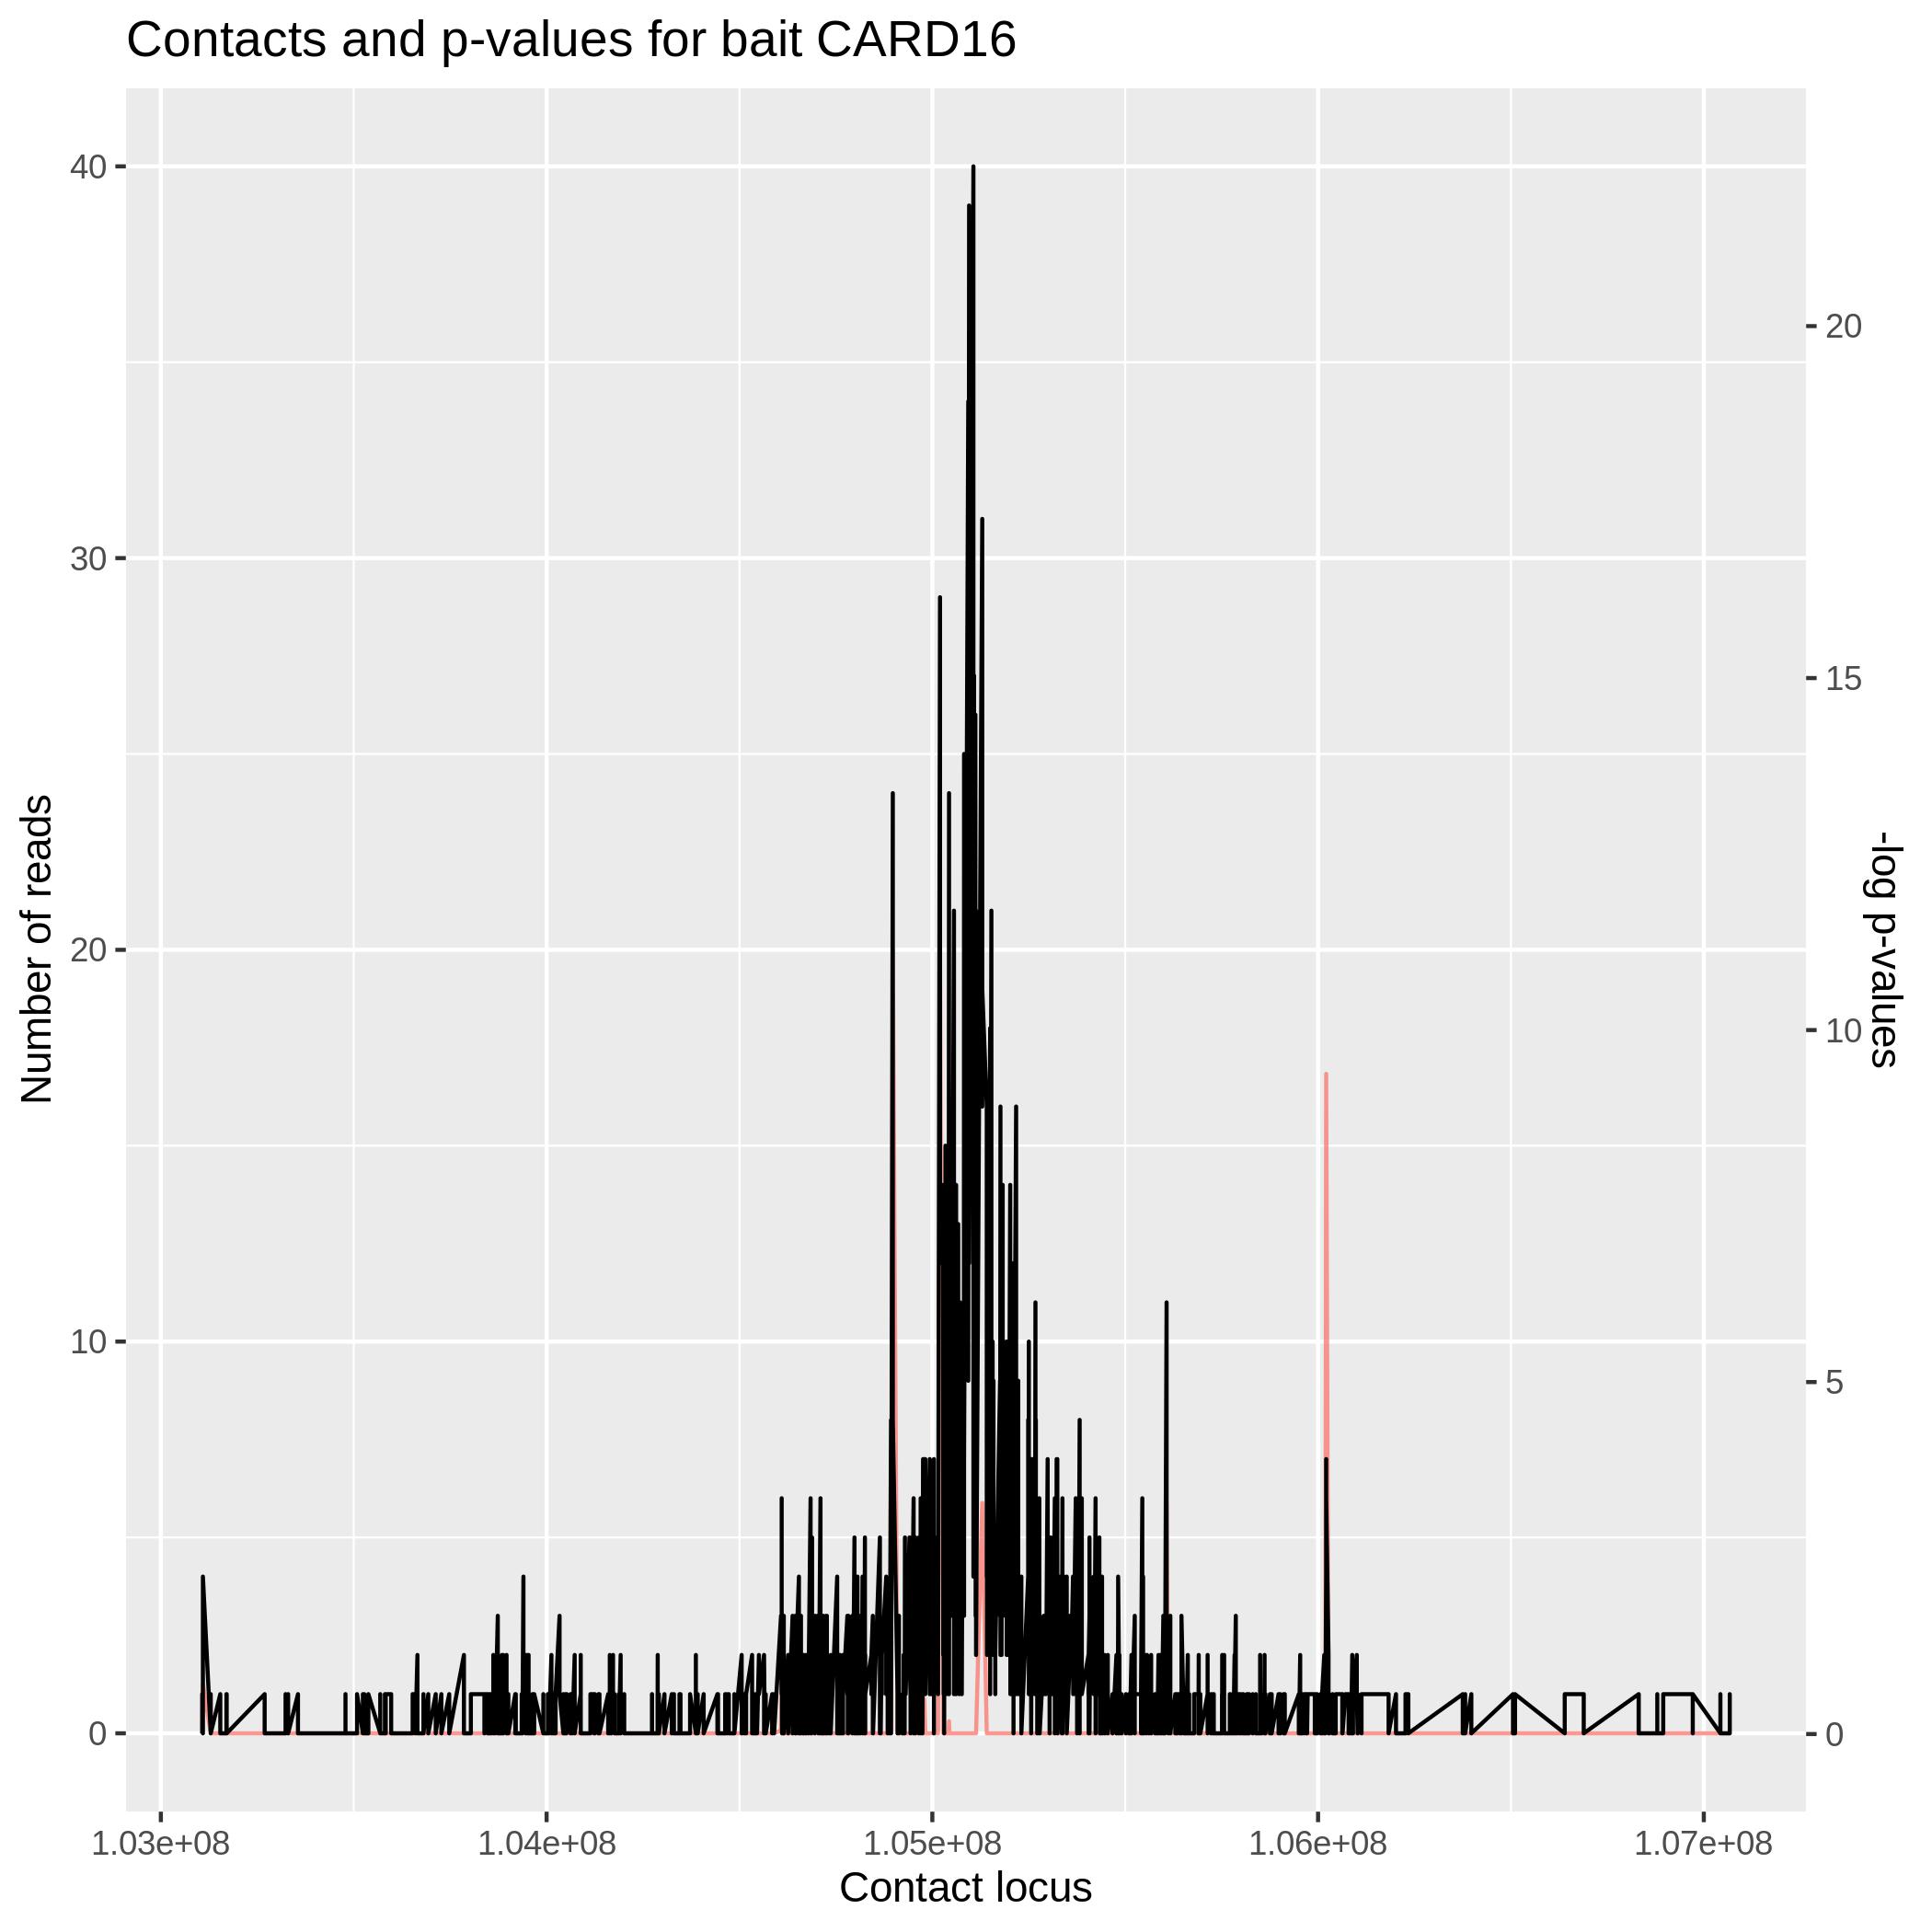 Contacts and p-values for bait CARD16
40
30
20
10
0
Number of reads
20
15
10
5
0
-log p-values
1.03e+08
1.04e+08
1.05e+08
1.06e+08
1.07e+08
Contact locus